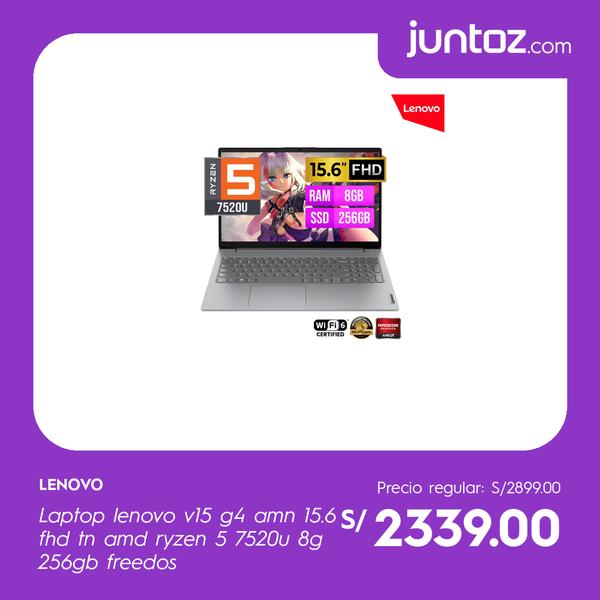 juntoz.com
Lenovo
RYZEN
5
7520U
15.6" FHD
RAM 8GB
SSD 256GB
Wi Fi 6
CERTIFIED
RADEON
GRAPHICS
AMD
LENOVO
Laptop lenovo v15 g4 amn 15.6
fhd tn amd ryzen 5 7520u 8g
256gb freedos
Precio regular: S/2899.00
S/ 2339.00